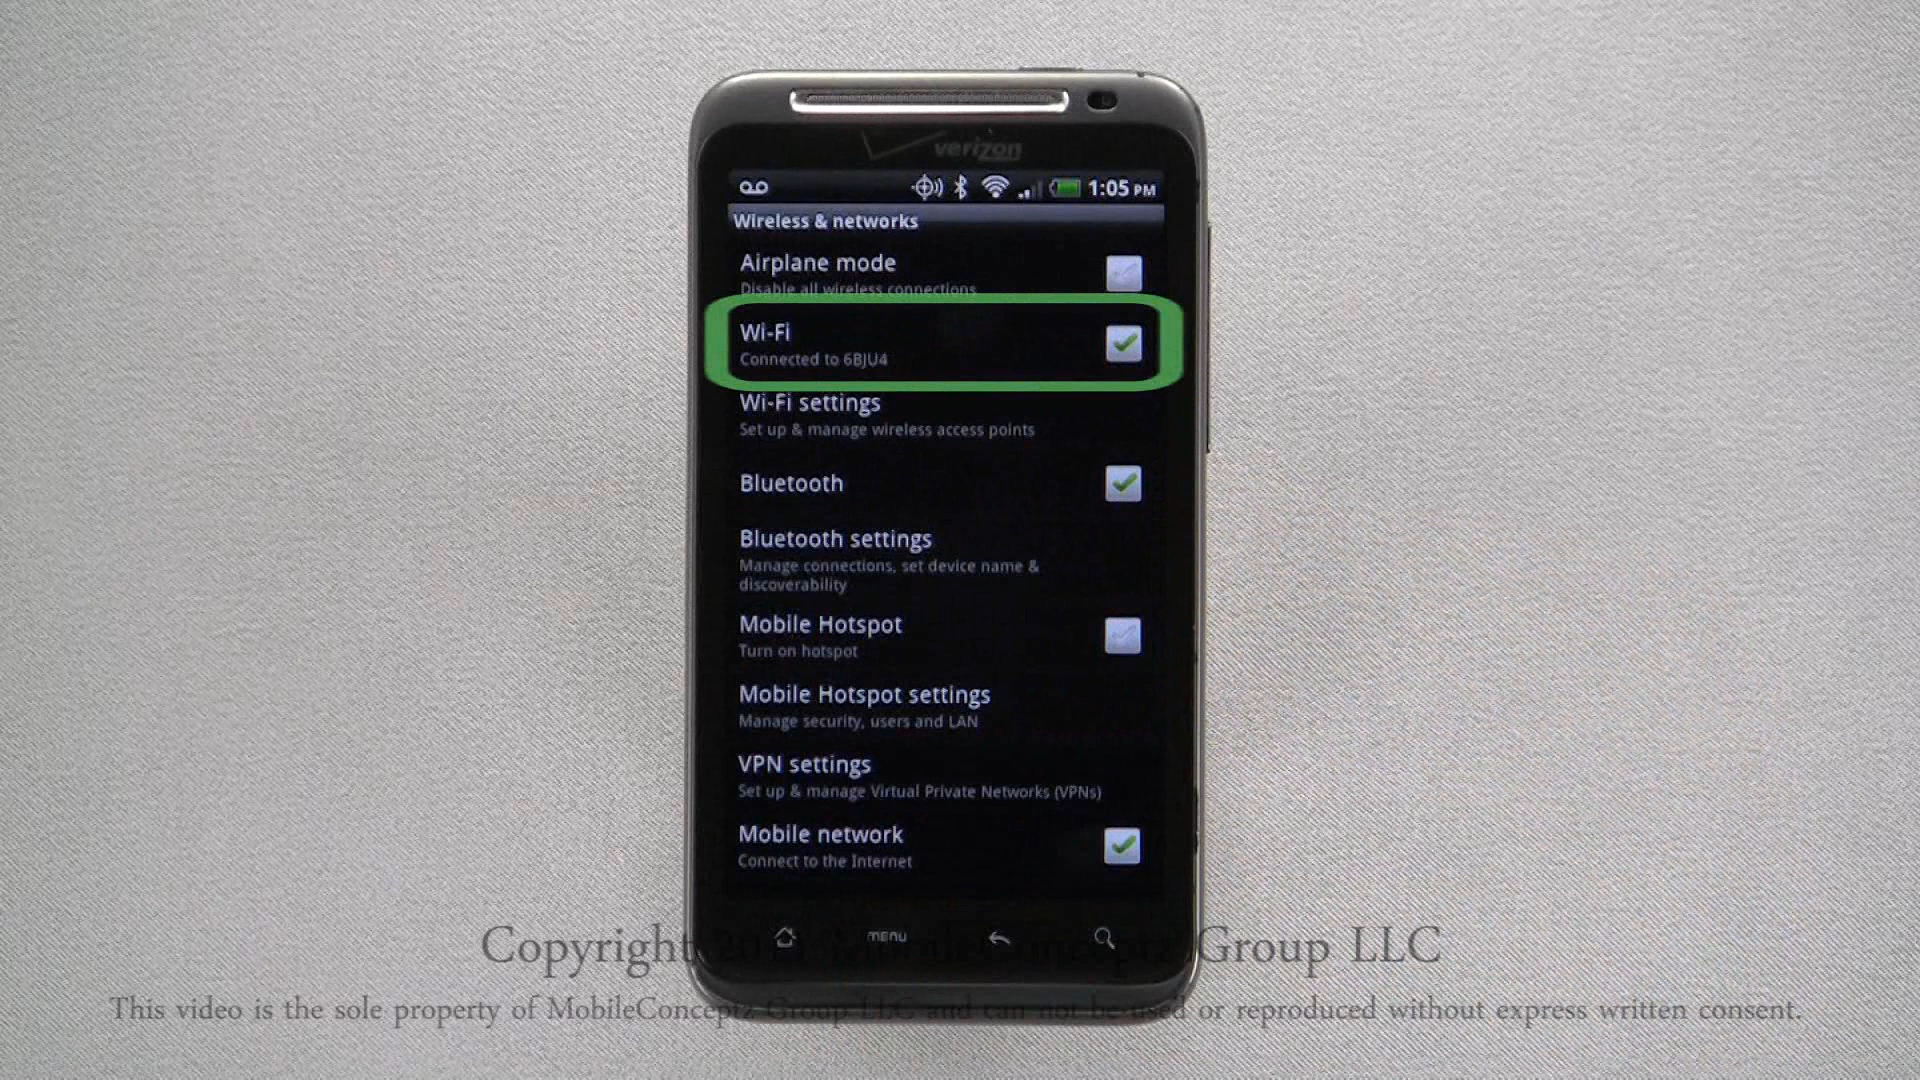 verizon
1:05 PM
Wireless & networks
Airplane mode
Disable all wireless connections
Wi-Fi
Connected to 6BJU4
Wi-Fi settings
Set up & manage wireless access points
Bluetooth
Bluetooth settings
Manage connections, set device name &
discoverability
Mobile Hotspot
Turn on hotspot
Mobile Hotspot settings
Manage security, users and LAN
VPN settings
Set up & manage Virtual Private Networks (VPNs)
Mobile network
Connect to the Internet
MENU
Copyright Group LLC
This video is the sole property of MobileConceptz Group LLC and can not be used or reproduced without express written consent.